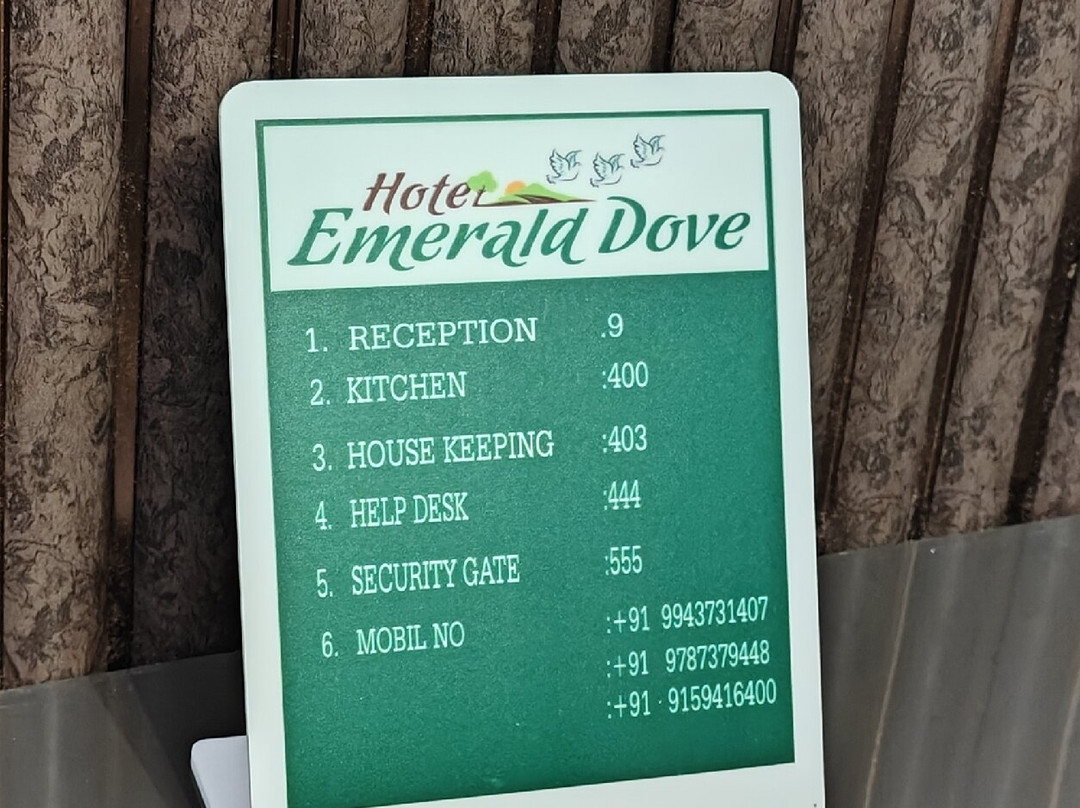 Hotel
Emerald Dove
1. RECEPTION .9
2. KITCHEN :400
3. HOUSE KEEPING :403
4. HELP DESK :444
5. SECURITY GATE :555
6. MOBIL NO :+91 9943731407
:+91 9787379448
:+91 9159416400